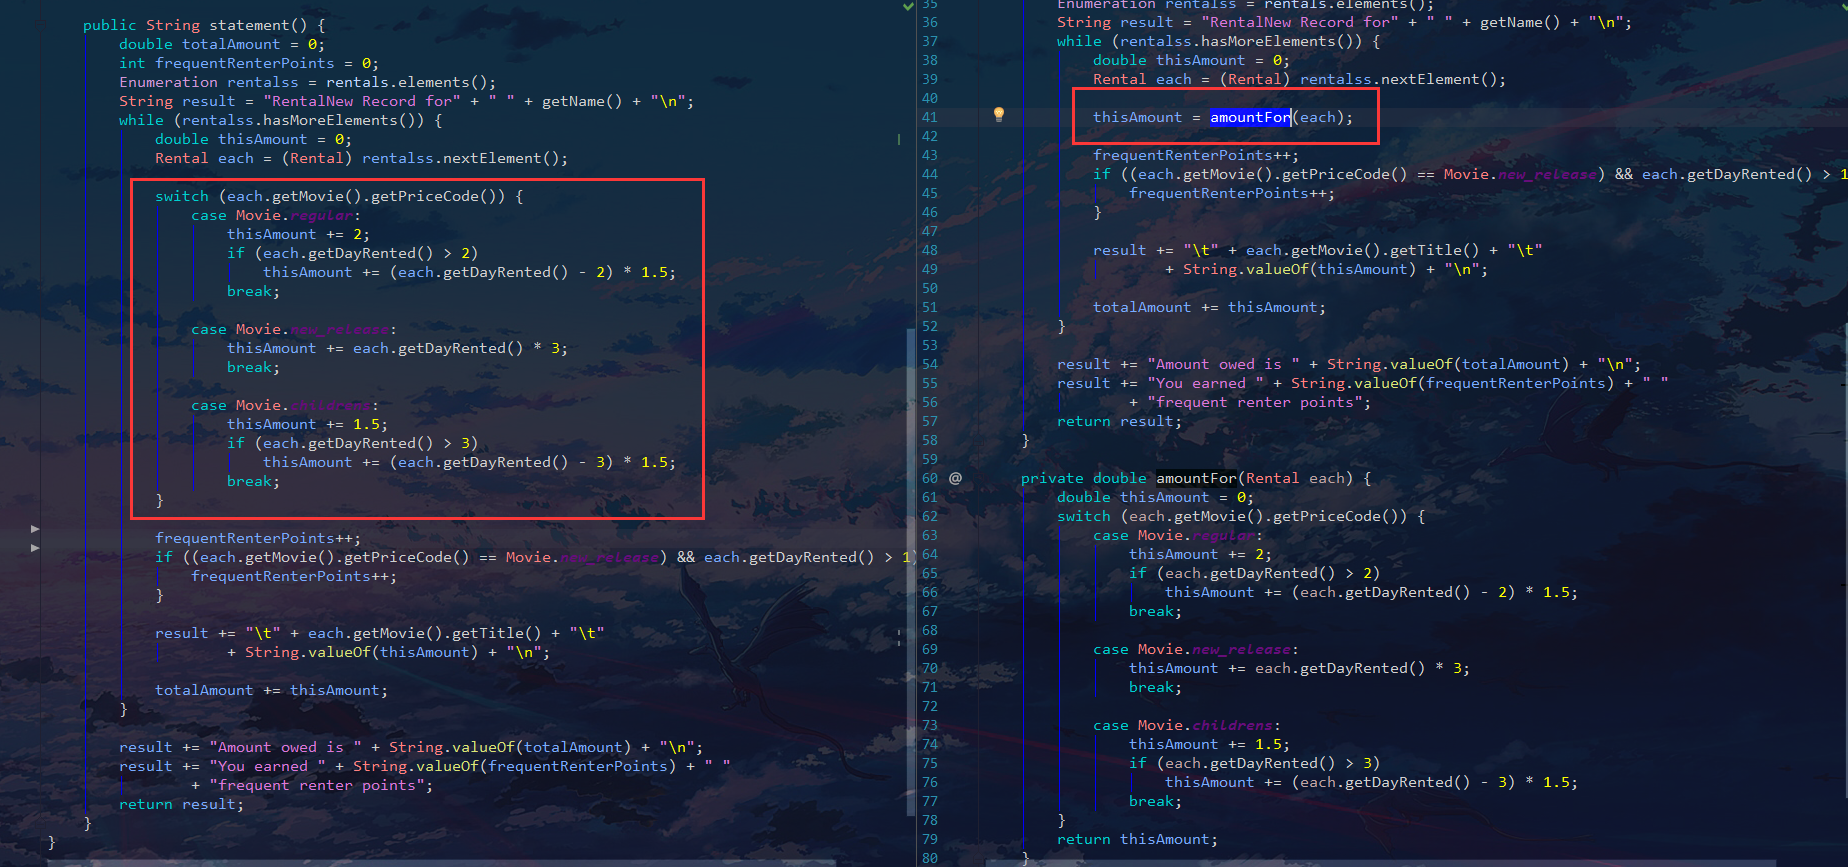 public String statement() {
double totalAmount = 0;
int frequentRenterPoints = 0;
Enumeration rentalss = rentals.elements();
String result = "RentalNew Record for" + " " + getName() + "\n";
while (rentalss.hasMoreElements()) {
double thisAmount = 0;
Rental each = (Rental) rentalss.nextElement();
switch (each.getMovie().getPriceCode()) {
case Movie.regular:
thisAmount += 2;
if (each.getDayRented() > 2)
thisAmount += (each.getDayRented() - 2) * 1.5;
break;
case Movie.new_release:
thisAmount += each.getDayRented() * 3;
break;
case Movie.childrens:
thisAmount += 1.5;
if (each.getDayRented() > 3)
thisAmount += (each.getDayRented() - 3) * 1.5;
break;
}
frequentRenterPoints++;
if ((each.getMovie().getPriceCode() == Movie.new_release) && each.getDayRented() > 1)
frequentRenterPoints++;
}
result += "\t" + each.getMovie().getTitle() + "\t"
+ String.valueOf(thisAmount) + "\n";
totalAmount += thisAmount;
}
result += "Amount owed is " + String.valueOf(totalAmount) + "\n";
result += "You earned " + String.valueOf(frequentRenterPoints) + " "
+ "frequent renter points";
return result;
}
}
35 Enumeration rentalss = rentals.elements();
36 String result = "RentalNew Record for" + " " + getName() + "\n";
37 while (rentalss.hasMoreElements()) {
38 double thisAmount = 0;
39 Rental each = (Rental) rentalss.nextElement();
40
41 thisAmount = amountFor(each);
42
43 frequentRenterPoints++;
44 if ((each.getMovie().getPriceCode() == Movie.new_release) && each.getDayRented() > 1
45 frequentRenterPoints++;
46 }
47
48 result += "\t" + each.getMovie().getTitle() + "\t"
49 + String.valueOf(thisAmount) + "\n";
50
51 totalAmount += thisAmount;
52 }
53
54 result += "Amount owed is " + String.valueOf(totalAmount) + "\n";
55 result += "You earned " + String.valueOf(frequentRenterPoints) + " "
56 + "frequent renter points";
57 return result;
58 }
59
60 @ private double amountFor(Rental each) {
61 double thisAmount = 0;
62 switch (each.getMovie().getPriceCode()) {
63 case Movie.regular:
64 thisAmount += 2;
65 if (each.getDayRented() > 2)
66 thisAmount += (each.getDayRented() - 2) * 1.5;
67 break;
68
69 case Movie.new_release:
70 thisAmount += each.getDayRented() * 3;
71 break;
72
73 case Movie.childrens:
74 thisAmount += 1.5;
75 if (each.getDayRented() > 3)
76 thisAmount += (each.getDayRented() - 3) * 1.5;
77 break;
78 }
79 return thisAmount;
80 }